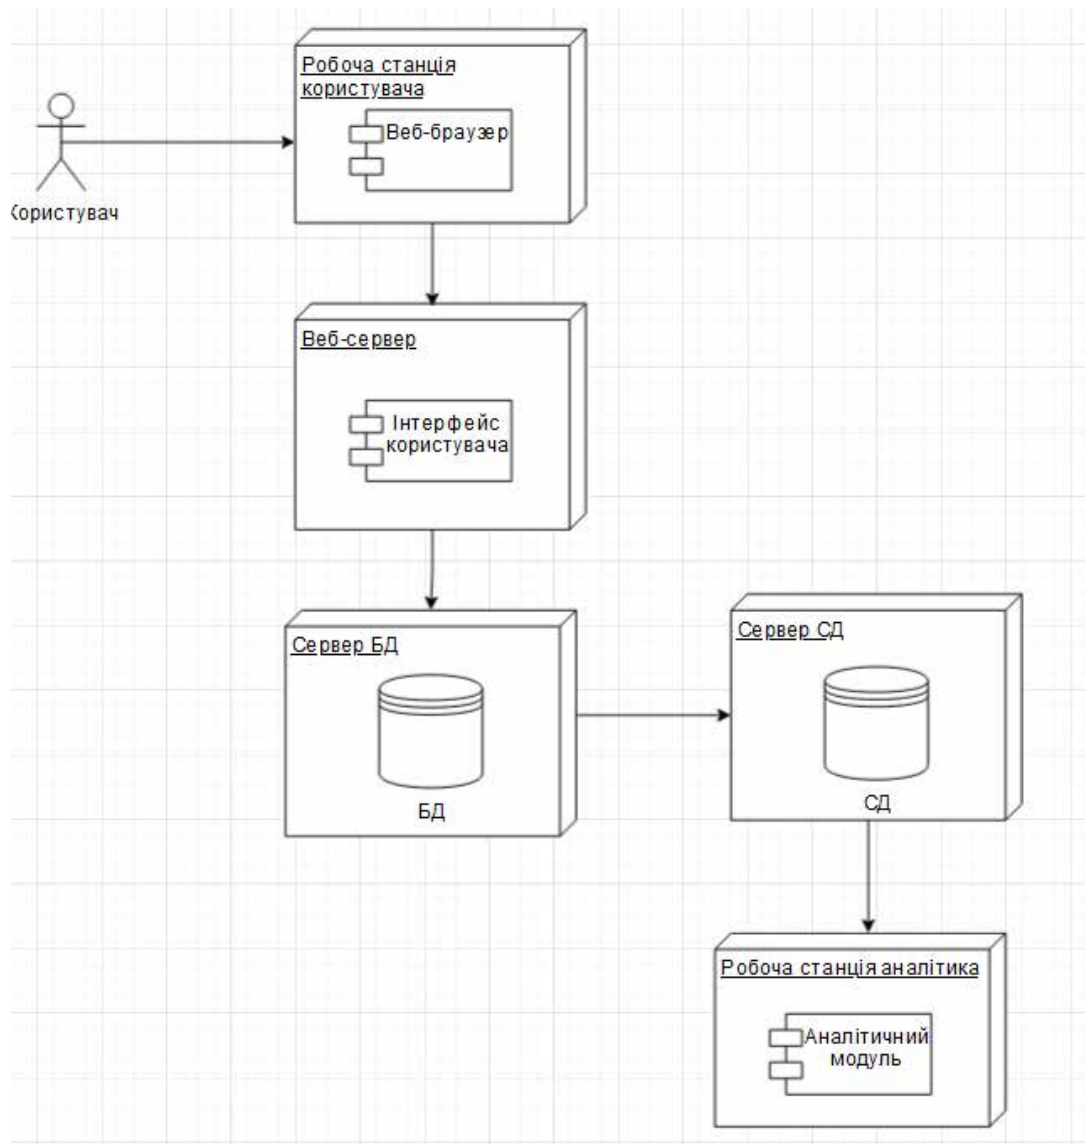 Робоча станція
користувача
Веб-браузер
Користувач
Веб-сервер
Інтерфейс
користувача
Сервер БД
БД
Сервер СД
СД
Робоча станція аналітика
Аналітичний
модуль